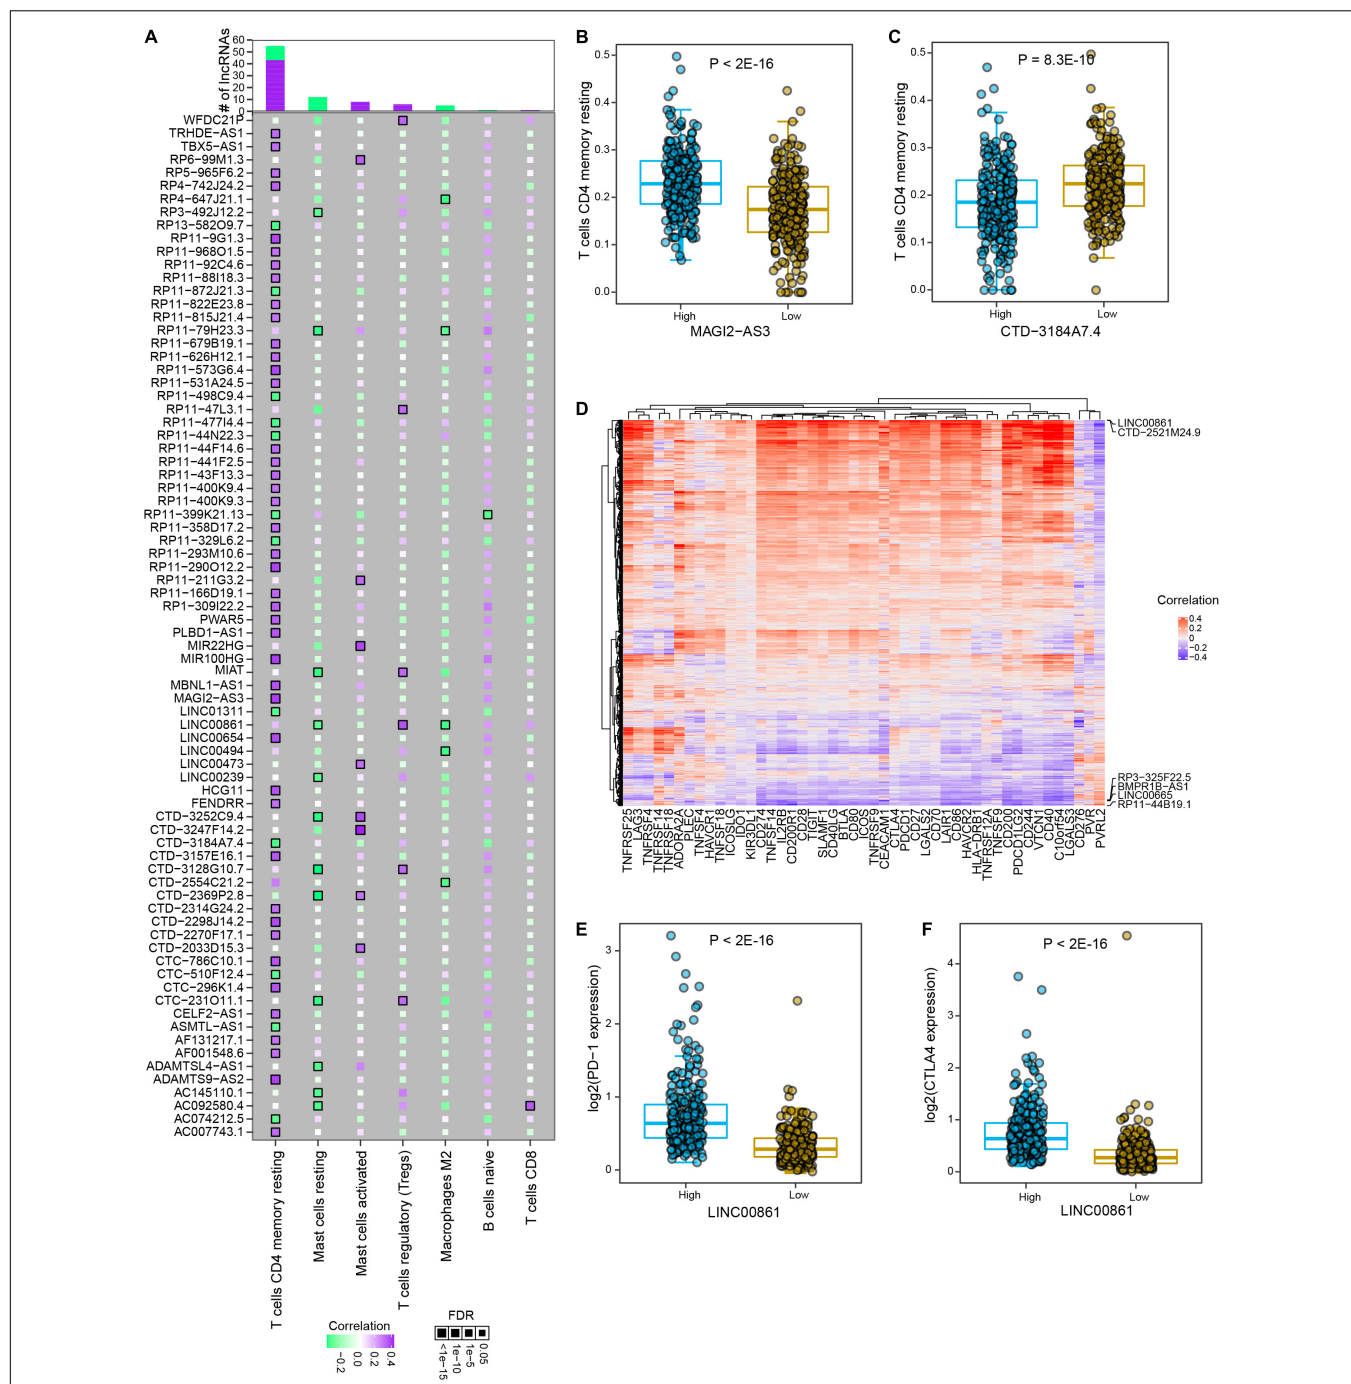 A
# of lncRNAs
60
50
40
30
20
10
0
WFDC21P
TRHDE−AS1
TBX5−AS1
RP6−99M1.3
RP5−965F6.2
RP4−742J24.2
RP4−647J21.1
RP3−492J12.2
RP13−582O9.7
RP11−9G1.3
RP11−968O1.5
RP11−92C4.6
RP11−88I18.3
RP11−872J21.3
RP11−822E23.8
RP11−815J21.4
RP11−79H23.3
RP11−679B19.1
RP11−626H12.1
RP11−573G6.4
RP11−531A24.5
RP11−498C9.4
RP11−47L3.1
RP11−477I4.4
RP11−44N22.3
RP11−44F14.6
RP11−441F2.5
RP11−43F13.3
RP11−400K9.4
RP11−400K9.3
RP11−399K21.13
RP11−358D17.2
RP11−329L6.2
RP11−293M10.6
RP11−290O12.2
RP11−211G3.2
RP11−166D19.1
RP1−309I22.2
PWAR5
PLBD1−AS1
MIR22HG
MIR100HG
MIAT
MBNL1−AS1
MAGI2−AS3
LINC01311
LINC00861
LINC00654
LINC00494
LINC00473
LINC00239
HCG11
FENDRR
CTD−3252C9.4
CTD−3247F14.2
CTD−3184A7.4
CTD−3157E16.1
CTD−3128G10.7
CTD−2554C21.2
CTD−2369P2.8
CTD−2314G24.2
CTD−2298J14.2
CTD−2270F17.1
CTD−2033D15.3
CTC−786C10.1
CTC−510F12.4
CTC−296K1.4
CTC−231O11.1
CELF2−AS1
ASMTL−AS1
AF131217.1
AF001548.6
ADAMTSL4−AS1
ADAMTS9−AS2
AC145110.1
AC092580.4
AC074212.5
AC007743.1
T cells CD4 memory resting
Mast cells resting
Mast cells activated
T cells regulatory (Tregs)
Macrophages M2
B cells naive
T cells CD8
Correlation
−0.2
0.0
0.2
0.4
FDR
<1e−15
1e−10
1e−5
0.05
B
T cells CD4 memory resting
0.5
0.4
0.3
0.2
0.1
0.0
P < 2E-16
High
Low
MAGI2−AS3
C
T cells CD4 memory resting
0.5
0.4
0.3
0.2
0.1
0.0
P = 8.3E-10
High
Low
CTD−3184A7.4
D
LINC00861
CTD−2521M24.9
RP3−325F22.5
BMPR1B−AS1
LINC00665
RP11−44B19.1
TNFRSF25
LAG3
TNFRSF4
TNFRSF14
TNFRSF18
ADORA2A
PLEC
TNFSF4
HAVCR1
TNFSF18
ICOSLG
IDO1
KIR3DL1
CD274
TNFSF14
IL2RB
CD200R1
CD28
TIGIT
SLAMF1
CD40LG
BTLA
CD80
ICOS
TNFRSF9
CEACAM1
CTLA4
PDCD1
CD27
LGALS2
CD70
LAIR1
CD86
HAVCR2
HLA−DRB1
TNFRSF12A
TNFSF9
CD200
PDCD1LG2
CD244
VTCN1
CD40
C10orf54
LGALS3
CD276
PVR
PVRL2
Correlation
0.4
0.2
0
−0.2
−0.4
E
log2(PD−1 expression)
3
2
1
0
P < 2E-16
High
Low
LINC00861
F
log2(CTLA4 expression)
4
3
2
1
0
P < 2E-16
High
Low
LINC00861